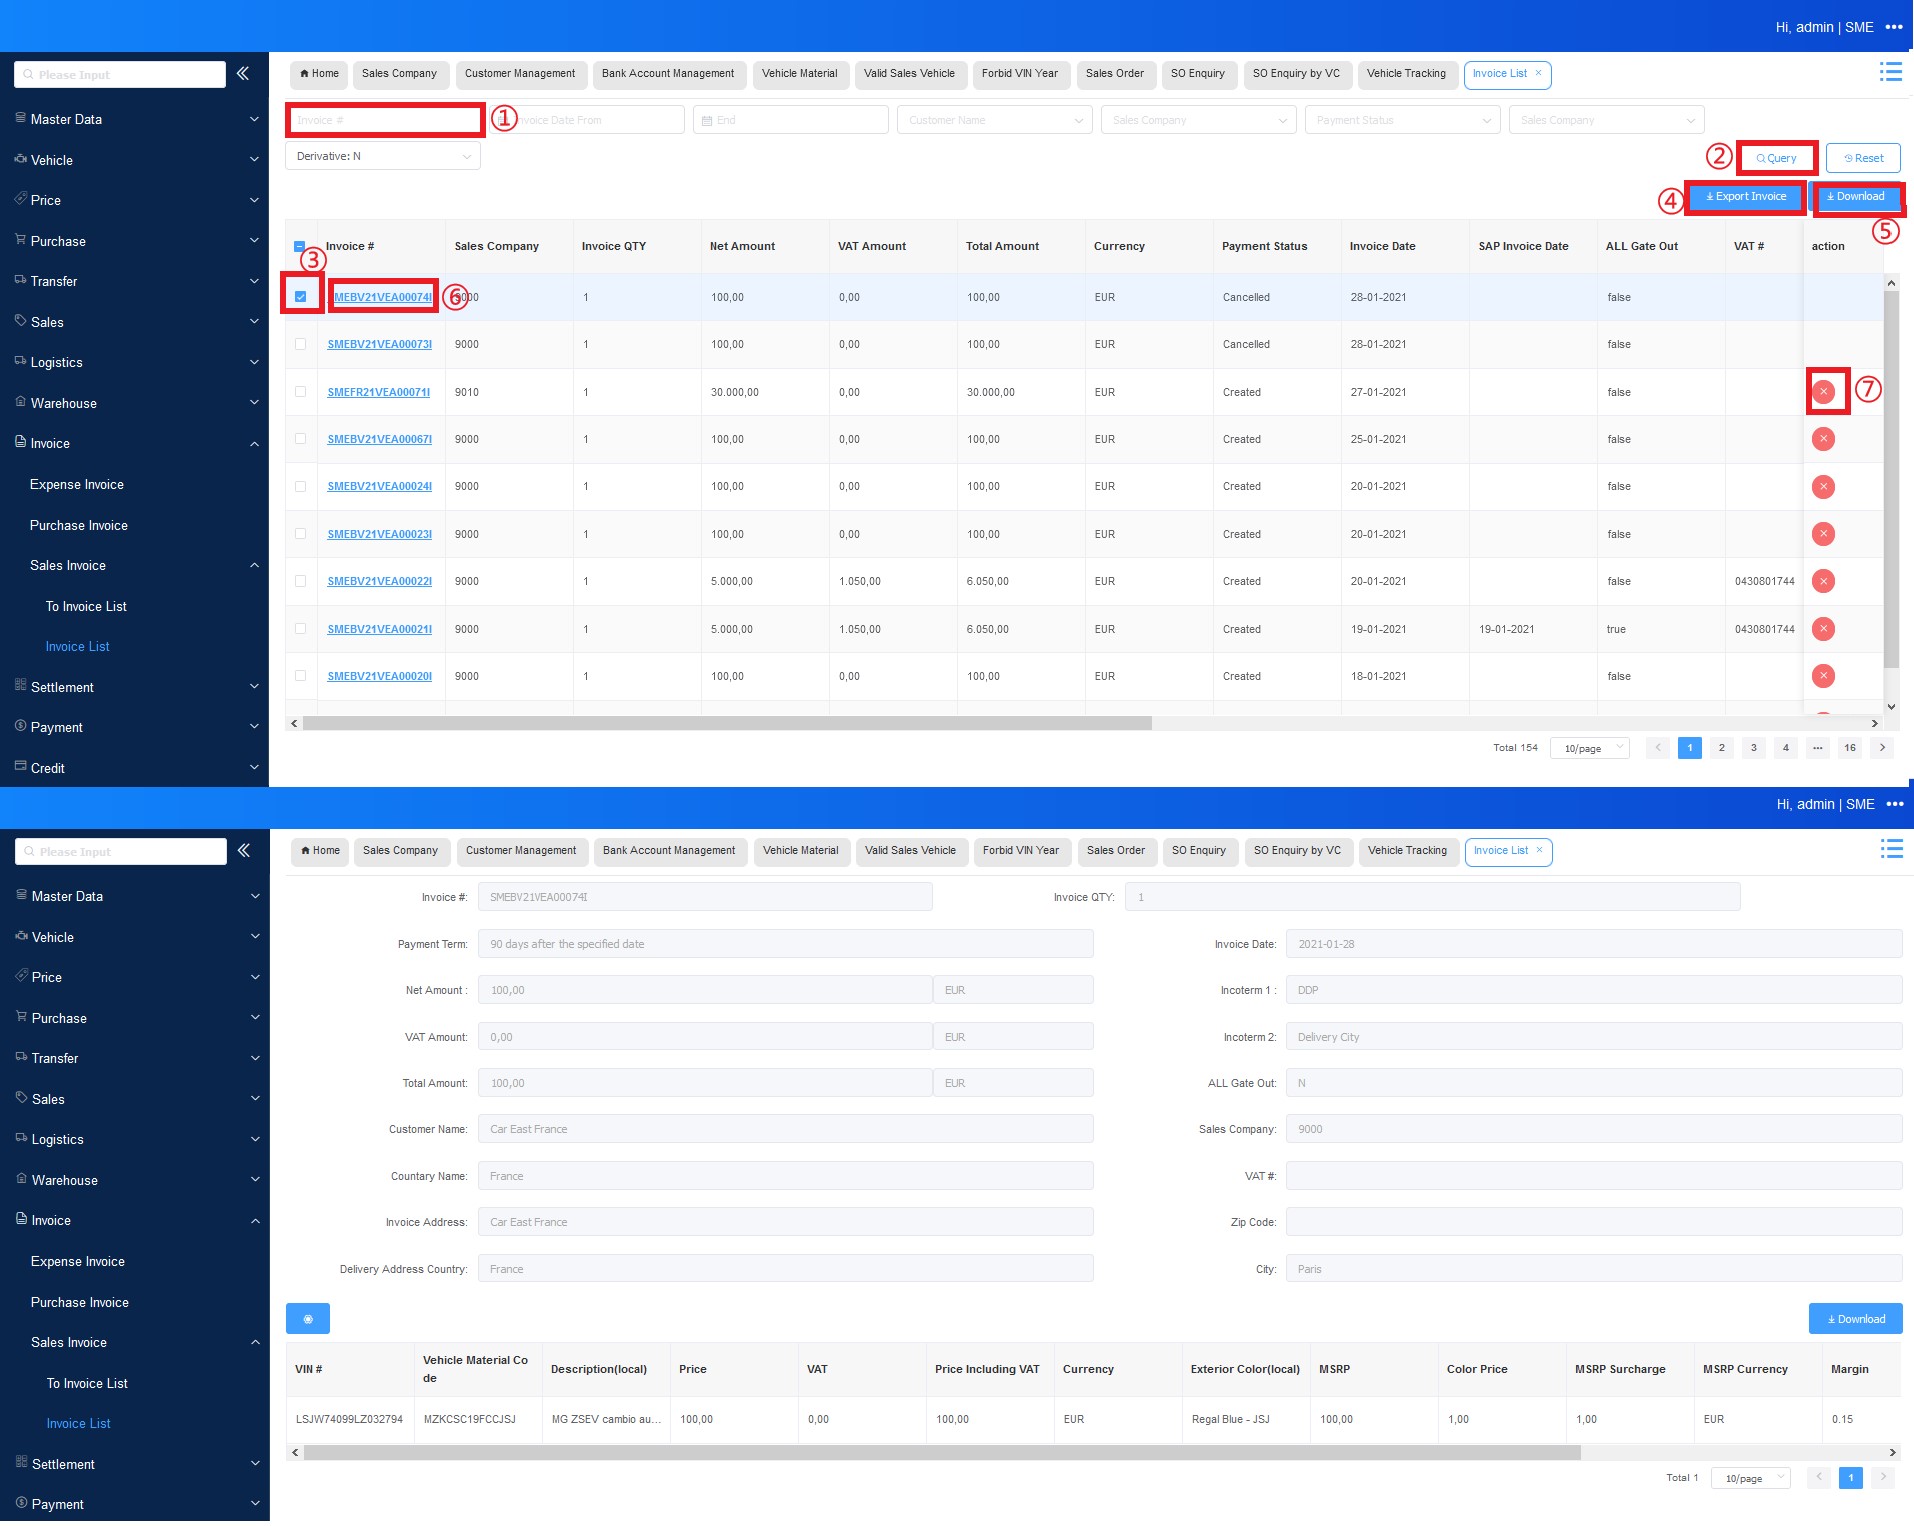 Hi, admin | SME •••
Please Input
Home Sales Company Customer Management Bank Account Management Vehicle Material Valid Sales Vehicle Forbid VIN Year Sales Order SO Enquiry SO Enquiry by VC Vehicle Tracking Invoice List ×
Master Data
Vehicle
Price
Purchase
Transfer
Sales
Logistics
Warehouse
Invoice
Expense Invoice
Purchase Invoice
Sales Invoice
To Invoice List
Invoice List
Settlement
Payment
Credit
Invoice # ① Invoice Date From End Customer Name Sales Company Payment Status Sales Company
Derivative: N ② Query Reset
④ Export Invoice Download
⑤
Invoice # Sales Company Invoice QTY Net Amount VAT Amount Total Amount Currency Payment Status Invoice Date SAP Invoice Date ALL Gate Out VAT # action
③
SMEBV21VEA00074I ⑥ 9000 1 100,00 0,00 100,00 EUR Cancelled 28-01-2021 false
SMEBV21VEA00073I 9000 1 100,00 0,00 100,00 EUR Cancelled 28-01-2021 false
SMEFR21VEA00071I 9010 1 30.000,00 0,00 30.000,00 EUR Created 27-01-2021 false ⑦
SMEBV21VEA00067I 9000 1 100,00 0,00 100,00 EUR Created 25-01-2021 false
SMEBV21VEA00024I 9000 1 100,00 0,00 100,00 EUR Created 20-01-2021 false
SMEBV21VEA00023I 9000 1 100,00 0,00 100,00 EUR Created 20-01-2021 false
SMEBV21VEA00022I 9000 1 5.000,00 1.050,00 6.050,00 EUR Created 20-01-2021 false 0430801744
SMEBV21VEA00021I 9000 1 5.000,00 1.050,00 6.050,00 EUR Created 19-01-2021 19-01-2021 true 0430801744
SMEBV21VEA00020I 9000 1 100,00 0,00 100,00 EUR Created 18-01-2021 false
Total 154 10/page 1 2 3 4 ••• 16
Hi, admin | SME •••
Please Input
Home Sales Company Customer Management Bank Account Management Vehicle Material Valid Sales Vehicle Forbid VIN Year Sales Order SO Enquiry SO Enquiry by VC Vehicle Tracking Invoice List ×
Master Data
Vehicle
Price
Purchase
Transfer
Sales
Logistics
Warehouse
Invoice
Expense Invoice
Purchase Invoice
Sales Invoice
To Invoice List
Invoice List
Settlement
Payment
Invoice #: SMEBV21VEA00074I Invoice QTY: 1
Payment Term: 90 days after the specified date Invoice Date: 2021-01-28
Net Amount : 100,00 EUR Incoterm 1 : DDP
VAT Amount: 0,00 EUR Incoterm 2: Delivery City
Total Amount: 100,00 EUR ALL Gate Out: N
Customer Name: Car East France Sales Company: 9000
Countary Name: France VAT #:
Invoice Address: Car East France Zip Code:
Delivery Address Country: France City: Paris
Download
VIN # Vehicle Material Co Description(local) Price VAT Price Including VAT Currency Exterior Color(local) MSRP Color Price MSRP Surcharge MSRP Currency Margin
de
LSJW74099LZ032794 MZKCSC19FCCJSJ MG ZSEV cambio au... 100,00 0,00 100,00 EUR Regal Blue - JSJ 100,00 1,00 1,00 EUR 0.15
Total 1 10/page 1